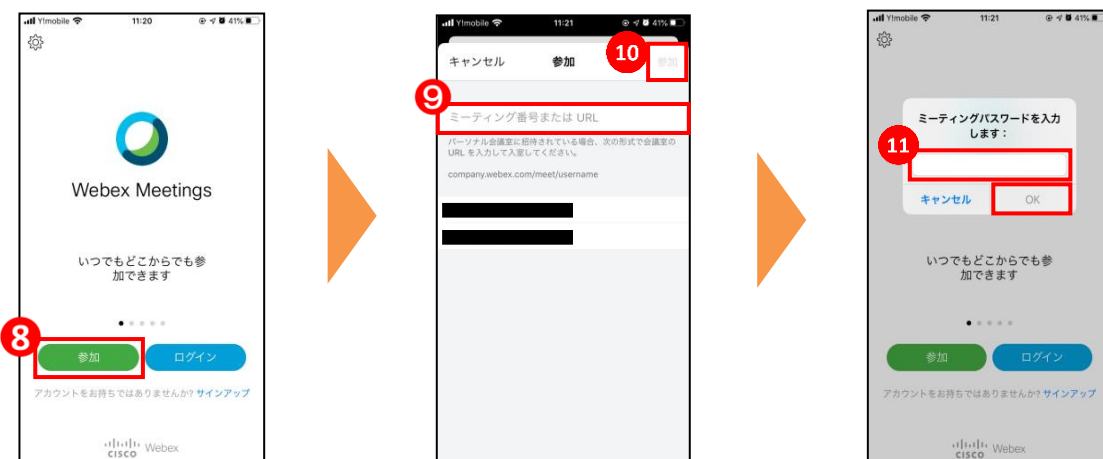 Y!mobile 11:20 41%
Webex Meetings
いつでもどこからでも参
加できます
8
参加 ログイン
アカウントをお持ちではありませんか? サインアップ
CISCO Webex
Y!mobile 11:21 41%
キャンセル 参加 10 参加
9
ミーティング番号または URL
パーソナル会議室に招待されている場合、次の形式で会議室の
URL を入力して入室してください。
company.webex.com/meet/username
Y!mobile 11:21 41%
ミーティングパスワードを入力
します：
11
キャンセル OK
いつでもどこからでも参
加できます
参加 ログイン
アカウントをお持ちではありませんか? サインアップ
CISCO Webex